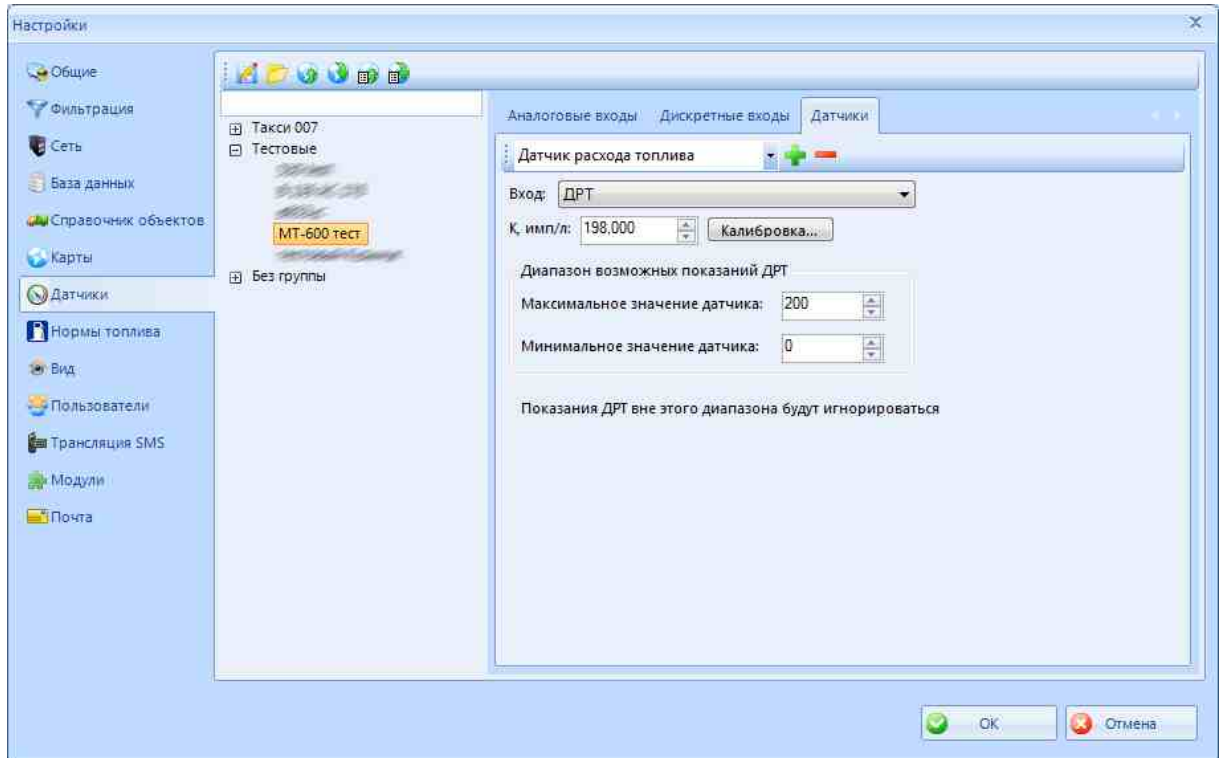 Настройки
Общие
Фильтрация
Сеть
База данных
Справочник объектов
Карты
Датчики
Нормы топлива
Вид
Пользователи
Трансляция SMS
Модули
Почта
Такси 007
Тестовые
МТ-600 тест
Без группы
Аналоговые входы Дискретные входы Датчики
Датчик расхода топлива
Вход: ДРТ
К, имп/л: 198.000 Калибровка...
Диапазон возможных показаний ДРТ
Максимальное значение датчика: 200
Минимальное значение датчика: 0
Показания ДРТ вне этого диапазона будут игнорироваться
ОК Отмена